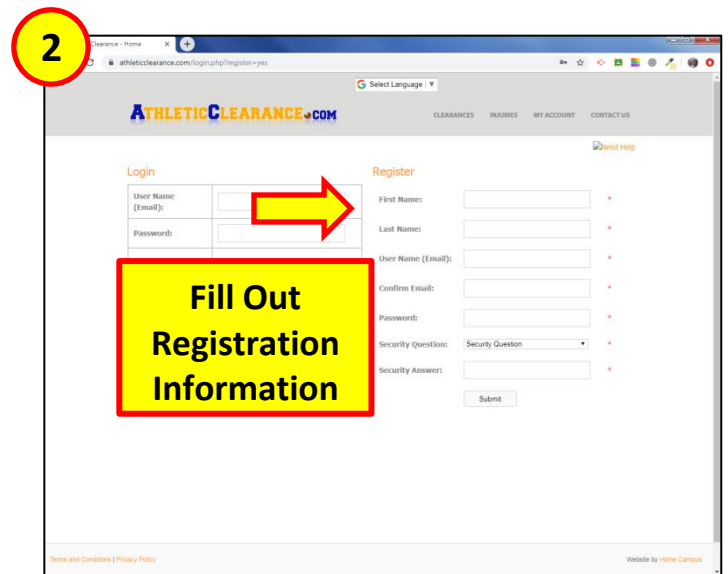 2
Clearance - Home
athleticclearance.com/login.php?register=yes
Select Language ▼
ATHLETICCLEARANCE.COM
CLEARANCES INJURIES MY ACCOUNT CONTACT US
Need Help
Login
Register
User Name
(Email):
Password:
First Name: *
Last Name: *
User Name (Email): *
Confirm Email: *
Password: *
Security Question: Security Question *
Security Answer: *
Submit
Fill Out
Registration
Information
Terms and Conditions | Privacy Policy
Website by Home Campus